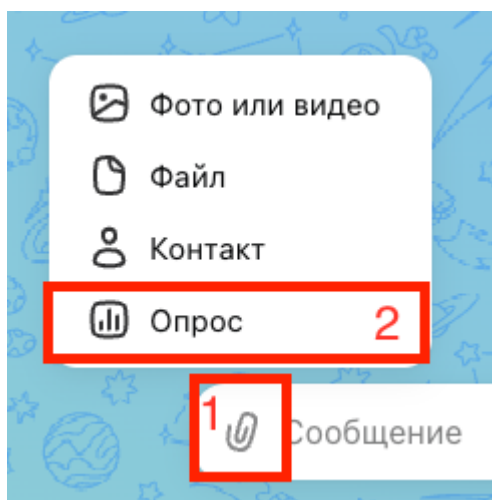 Фото или видео
Файл
Контакт
Опрос 2
1 Сообщение